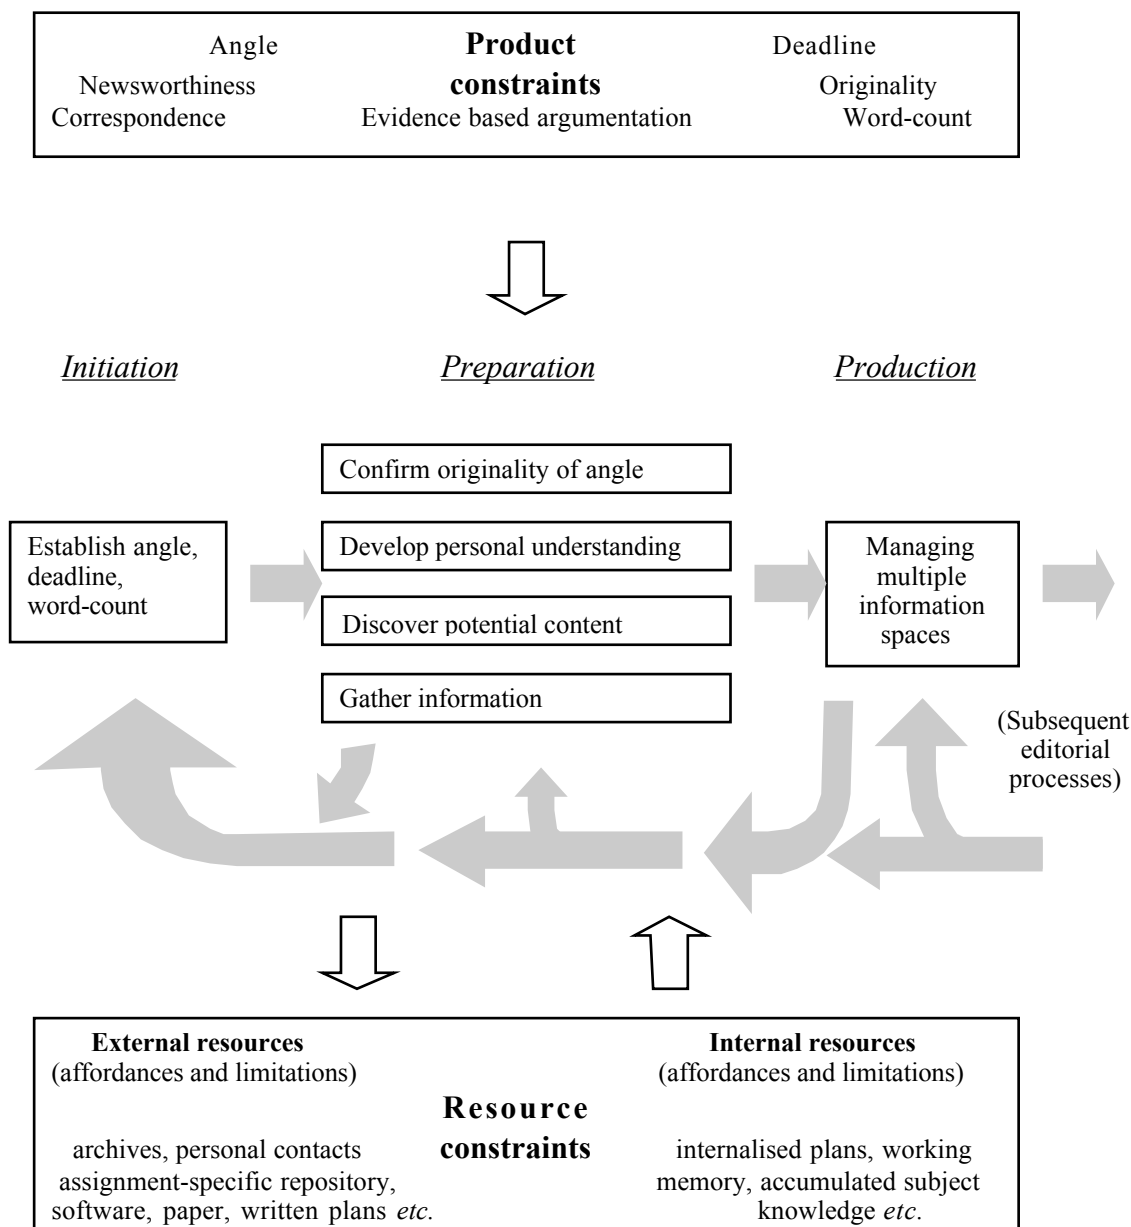 Angle Product Deadline
Newsworthiness constraints Originality
Correspondence Evidence based argumentation Word-count
Initiation Preparation Production
Confirm originality of angle
Establish angle,
deadline,
word-count
Develop personal understanding
Discover potential content
Gather information
Managing
multiple
information
spaces
(Subsequent
editorial
processes)
External resources
(affordances and limitations)
archives, personal contacts
assignment-specific repository,
software, paper, written plans etc.
Resource
constraints
Internal resources
(affordances and limitations)
internalised plans, working
memory, accumulated subject
knowledge etc.